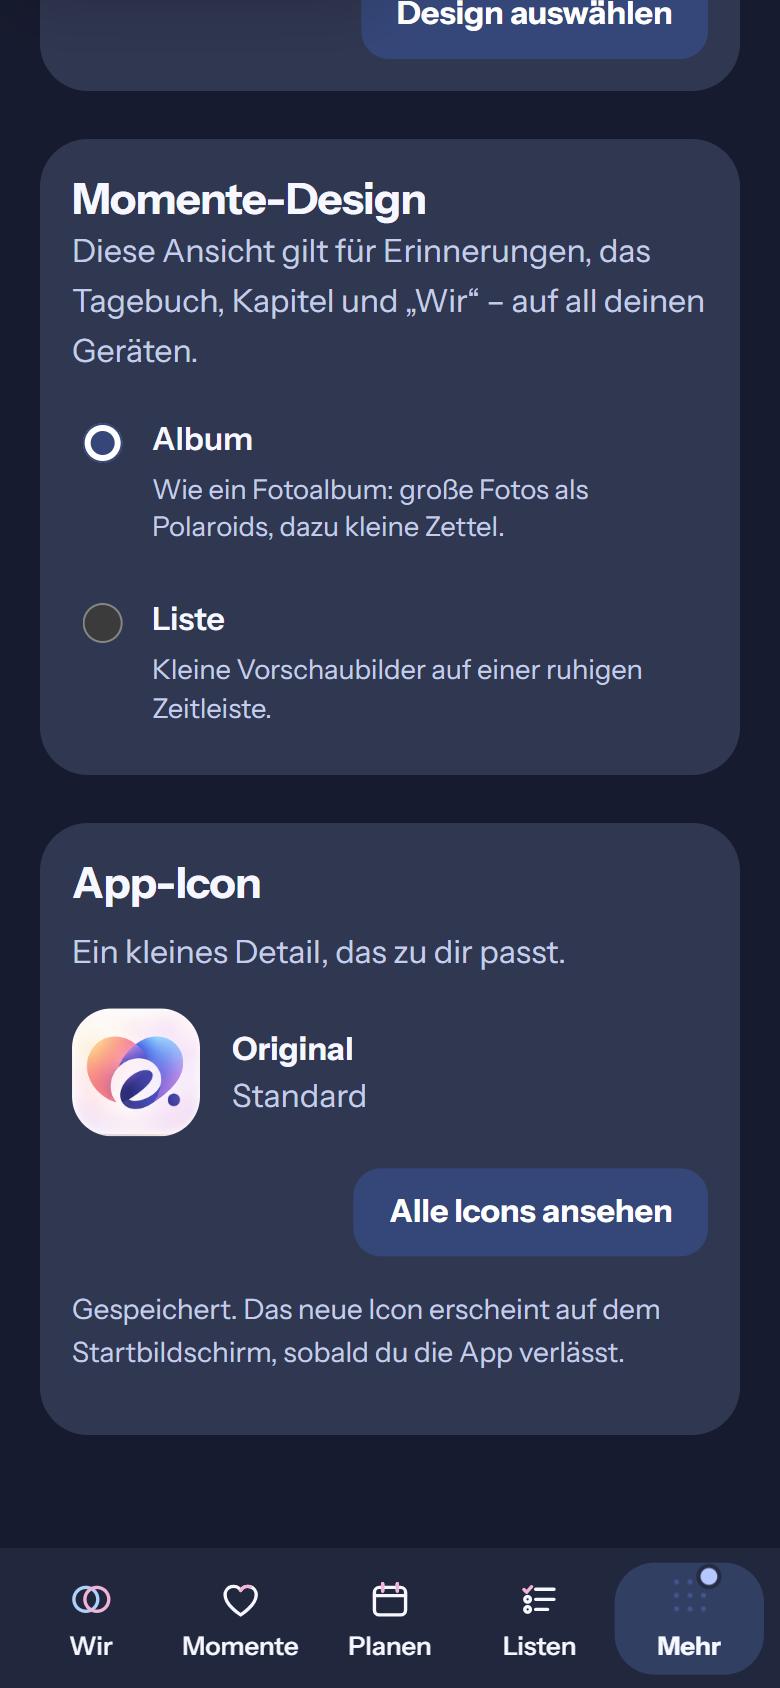 Design auswählen
Momente-Design
Diese Ansicht gilt für Erinnerungen, das
Tagebuch, Kapitel und „Wir“ – auf all deinen
Geräten.
Album
Wie ein Fotoalbum: große Fotos als
Polaroids, dazu kleine Zettel.
Liste
Kleine Vorschaubilder auf einer ruhigen
Zeitleiste.
App-Icon
Ein kleines Detail, das zu dir passt.
e.
Original
Standard
Alle Icons ansehen
Gespeichert. Das neue Icon erscheint auf dem
Startbildschirm, sobald du die App verlässt.
Wir
Momente
Planen
Listen
Mehr